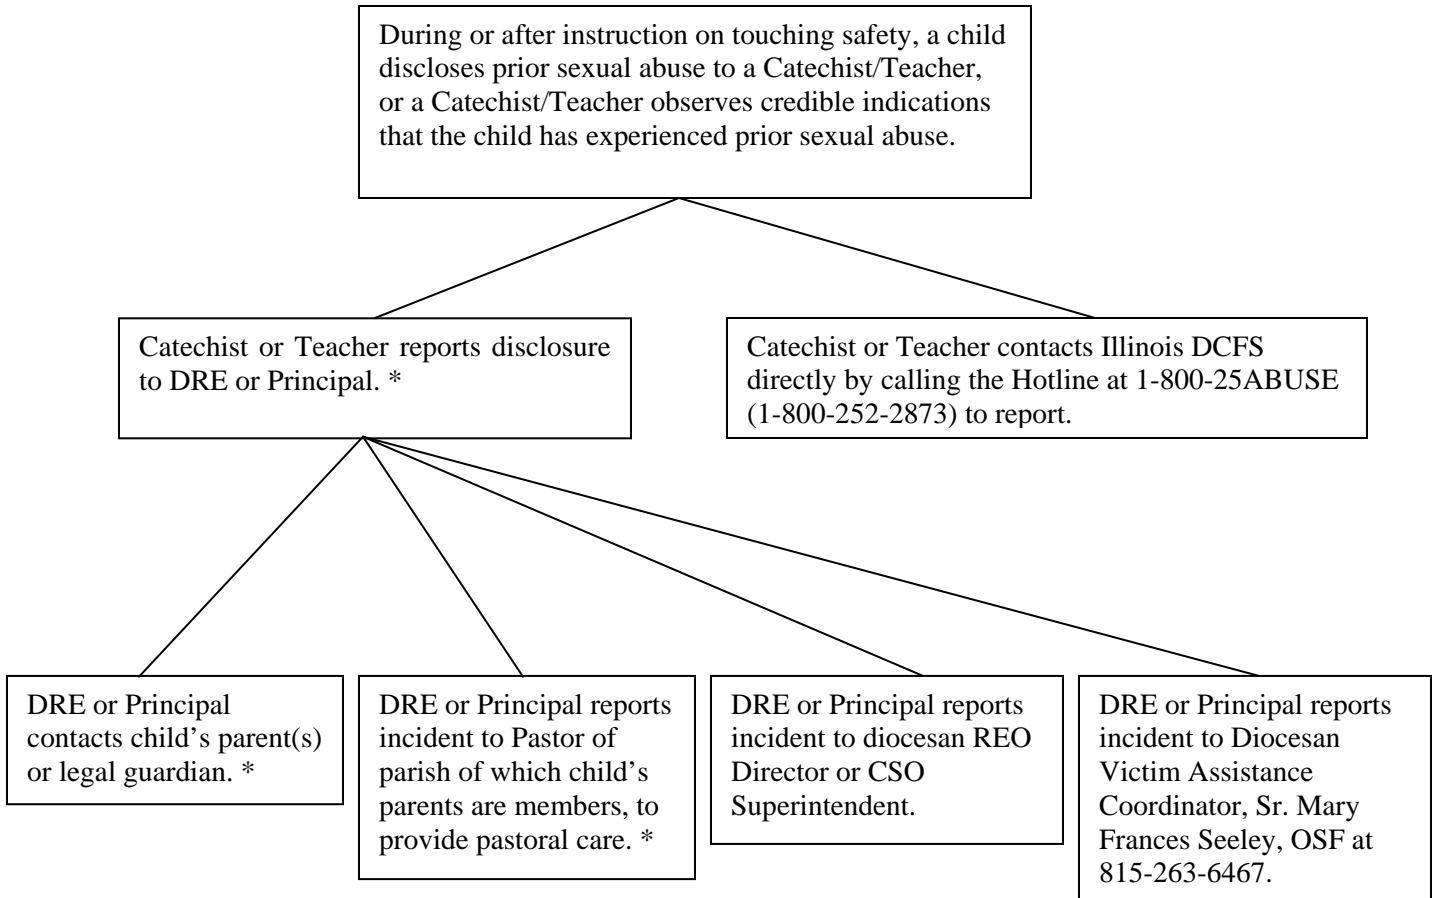 During or after instruction on touching safety, a child
discloses prior sexual abuse to a Catechist/Teacher,
or a Catechist/Teacher observes credible indications
that the child has experienced prior sexual abuse.
Catechist or Teacher reports disclosure
to DRE or Principal. *
Catechist or Teacher contacts Illinois DCFS
directly by calling the Hotline at 1-800-25ABUSE
(1-800-252-2873) to report.
DRE or Principal
contacts child’s parent(s)
or legal guardian. *
DRE or Principal reports
incident to Pastor of
parish of which child’s
parents are members, to
provide pastoral care. *
DRE or Principal reports
incident to diocesan REO
Director or CSO
Superintendent.
DRE or Principal reports
incident to Diocesan
Victim Assistance
Coordinator, Sr. Mary
Frances Seeley, OSF at
815-263-6467.